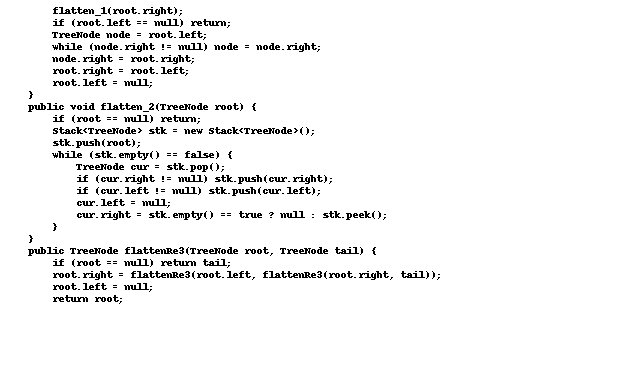 flatten_1(root.right);
if (root.left == null) return;
TreeNode node = root.left;
while (node.right != null) node = node.right;
node.right = root.right;
root.right = root.left;
root.left = null;
}
public void flatten_2(TreeNode root) {
if (root == null) return;
Stack<TreeNode> stk = new Stack<TreeNode>();
stk.push(root);
while (stk.empty() == false) {
TreeNode cur = stk.pop();
if (cur.right != null) stk.push(cur.right);
if (cur.left != null) stk.push(cur.left);
cur.left = null;
cur.right = stk.empty() == true ? null : stk.peek();
}
}
public TreeNode flattenRe3(TreeNode root, TreeNode tail) {
if (root == null) return tail;
root.right = flattenRe3(root.left, flattenRe3(root.right, tail));
root.left = null;
return root;